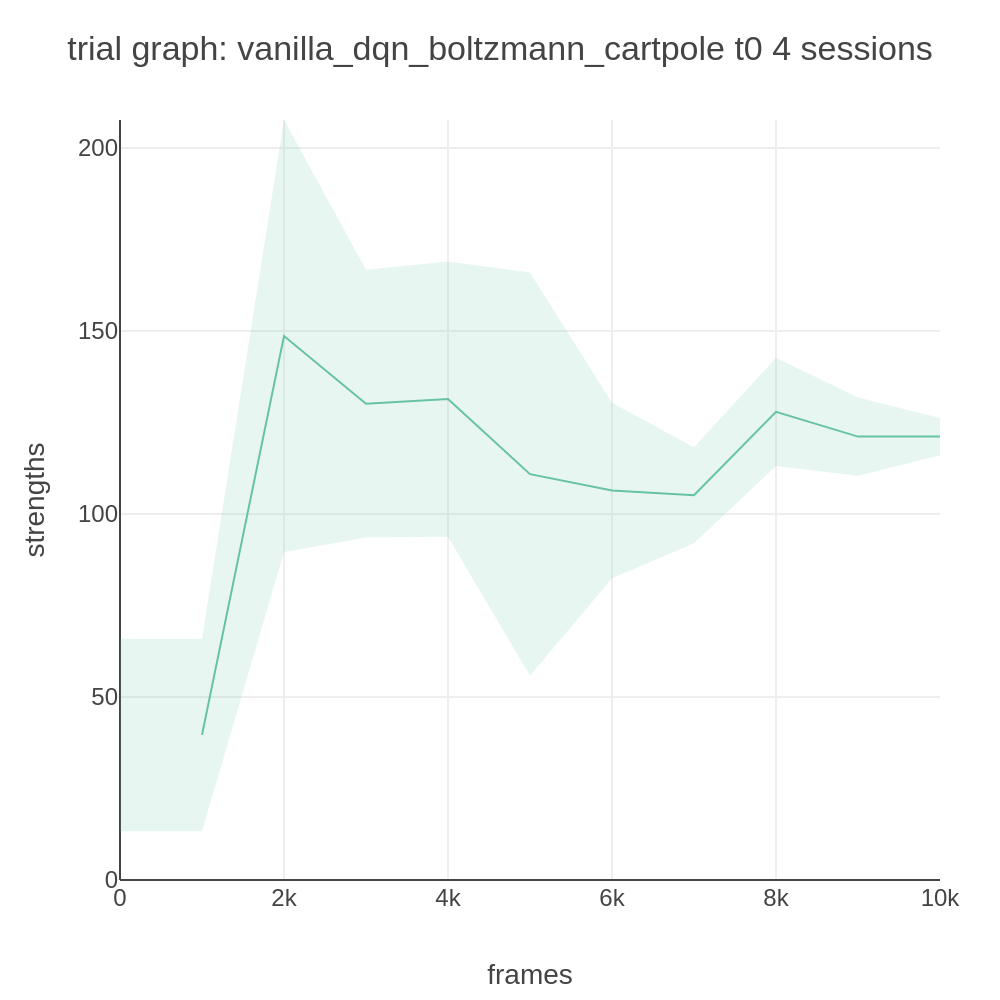 trial graph: vanilla_dqn_boltzmann_cartpole t0 4 sessions
200
150
100
50
0
strengths
0 2k 4k 6k 8k 10k
frames